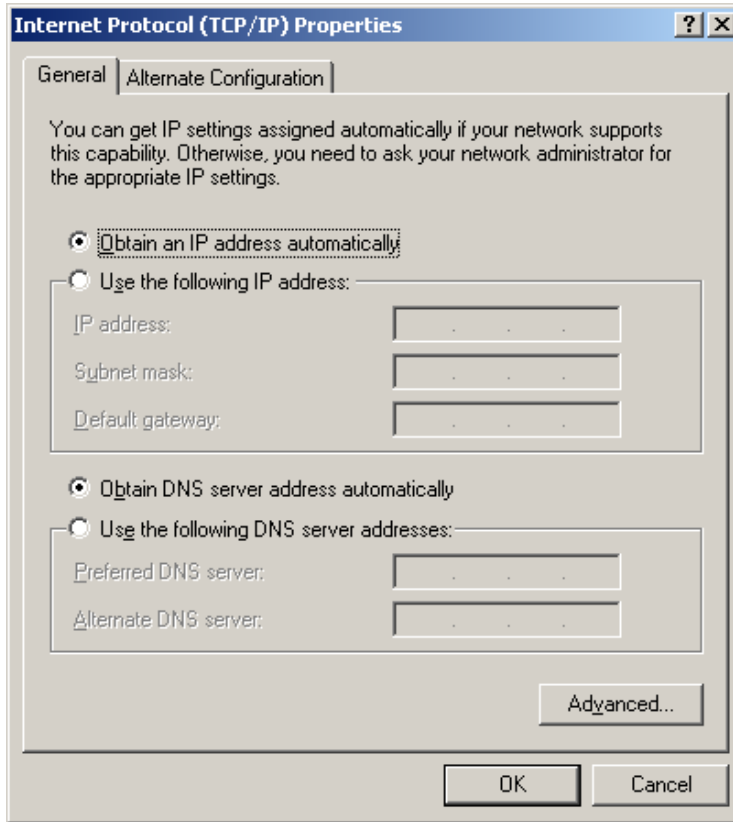 Internet Protocol (TCP/IP) Properties
General
Alternate Configuration
You can get IP settings assigned automatically if your network supports
this capability. Otherwise, you need to ask your network administrator for
the appropriate IP settings.
Obtain an IP address automatically
Use the following IP address:
IP address:
Subnet mask:
Default gateway:
Obtain DNS server address automatically
Use the following DNS server addresses:
Preferred DNS server:
Alternate DNS server:
Advanced...
OK
Cancel